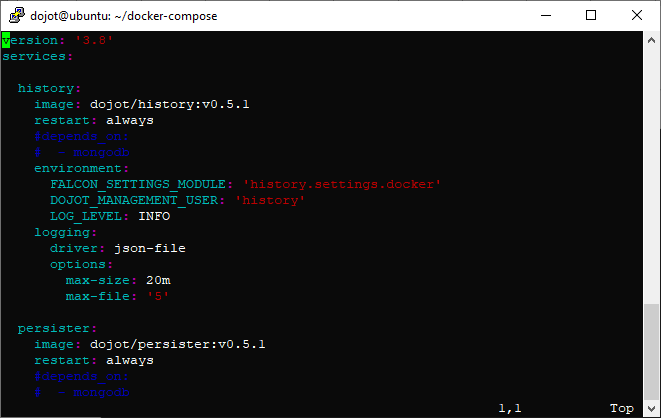 dojot@ubuntu: ~/docker-compose
version: '3.8'
services:
  history:
    image: dojot/history:v0.5.1
    restart: always
    #depends_on:
    #  - mongodb
    environment:
      FALCON_SETTINGS_MODULE: 'history.settings.docker'
      DOJOT_MANAGEMENT_USER: 'history'
      LOG_LEVEL: INFO
    logging:
      driver: json-file
      options:
        max-size: 20m
        max-file: '5'
  persister:
    image: dojot/persister:v0.5.1
    restart: always
    #depends_on:
    #  - mongodb
1,1 Top